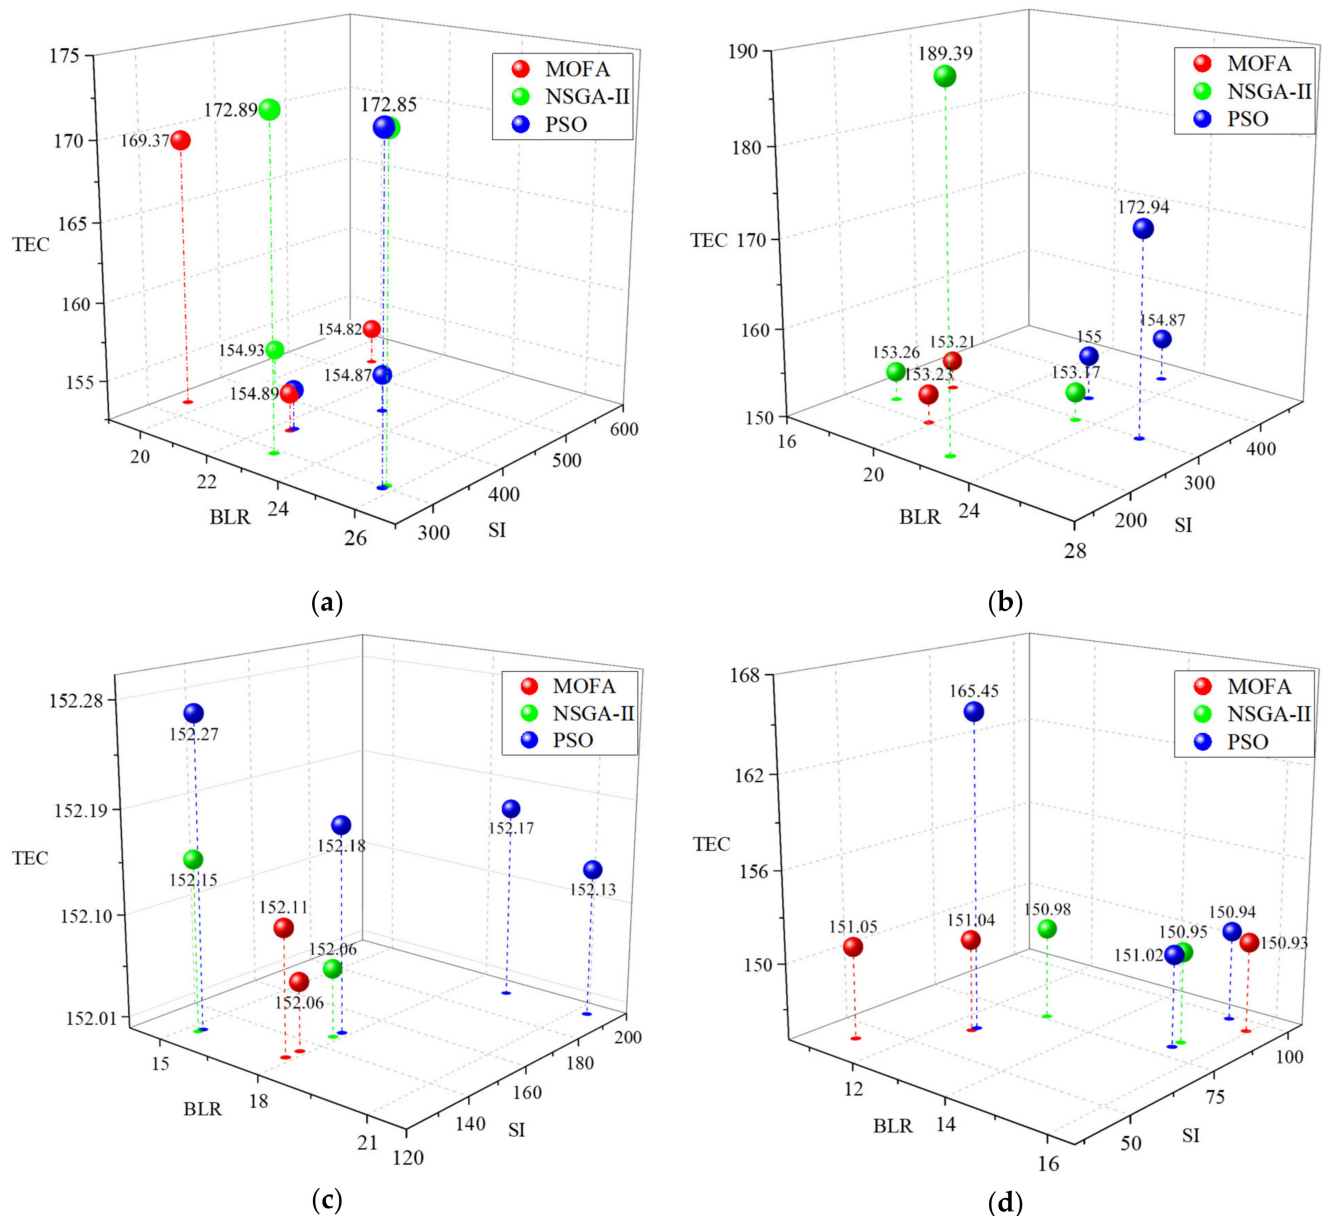 175
170
165
160
155
TEC
169.37
172.89
172.85
154.82
154.93
154.87
154.89
MOFA
NSGA-II
PSO
20
22
24
26
BLR
300
400
500
600
SI
(a)
190
180
170
160
150
TEC
189.39
172.94
154.87
155
153.21
153.26
153.23
153.17
MOFA
NSGA-II
PSO
16
20
24
28
BLR
200
300
400
SI
(b)
152.28
152.19
152.10
152.01
TEC
152.27
152.15
152.18
152.17
152.13
152.11
152.06
152.06
MOFA
NSGA-II
PSO
15
18
21
BLR
120
140
160
180
200
SI
(c)
168
162
156
150
TEC
165.45
151.05
151.04
150.98
150.95
150.94
151.02
150.93
MOFA
NSGA-II
PSO
12
14
16
BLR
50
75
100
SI
(d)